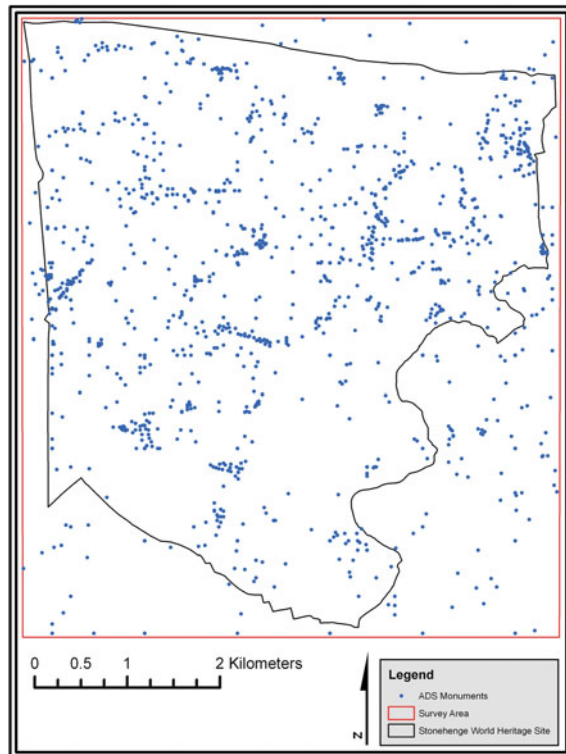 0 0.5 1 2 Kilometers
N
Legend
ADS Monuments
Survey Area
Stonehenge World Heritage Site